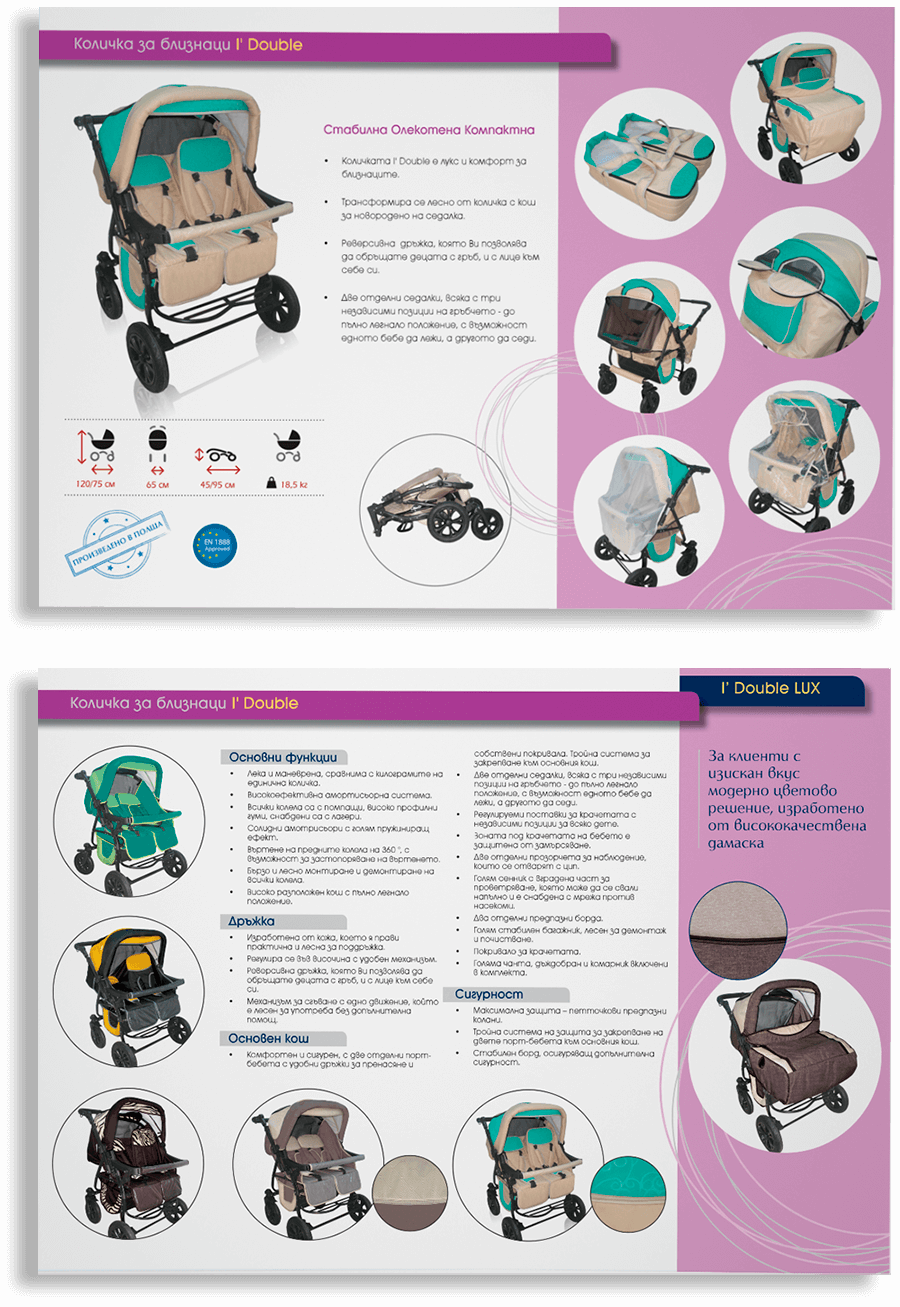 Количка за близнаци I' Double
Стабилна Олекотена Компактна
• Количката I' Double е лукс и комфорт за
близнаците.
• Трансформира се лесно от количка с кош
за новородено на седалка.
• Реверсивна дръжка, която Ви позволява
да обръщате децата с гръб, и с лице към
себе си.
• Две отделни седалки, всяка с три
независими позиции на гръбчето - до
пълно легнало положение, с възможност
едното бебе да лежи, а другото да седи.
120/75 см
65 см
45/95 см
18,5 кг
ПРОИЗВЕДЕНО В ПОЛША
EN 1888
Approved
Количка за близнаци I' Double
I' Double LUX
Основни функции
• Лека и маневрена, сравнима с килограмите на
единична количка.
• Високоефективна амортисьорна система.
• Всички колела са с помпащи, високо профилни
гуми, снабдени са с лагери.
• Солидни амотрисьори с голям пружиниращ
ефект.
• Въртене на предните колела на 360 °, с
възможност за застопоряване на въртенето.
• Бързо и лесно монтиране и демонтиране на
всички колела.
• Високо разположен кош с пълно легнало
положение.
Дръжка
• Изработена от кожа, което я прави
практична и лесна за поддръжка.
• Регулира се във височина с удобен механизъм.
• Реверсивна дръжка, която Ви позволява да
обръщате децата с гръб, и с лице към себе
си.
• Механизъм за сгъване с едно движение, който
е лесен за употреба без допълнителна
помощ.
Основен кош
• Комфортен и сигурен, с две отделни порт-
бебета с удобни дръжки за пренасяне и
собствени покривала. Тройна система за
закрепване към основния кош.
• Две отделни седалки, всяка с три независими
позиции на гръбчето - до пълно легнало
положение, с възможност едното бебе да
лежи, а другото да седи.
• Регулируеми поставки за крачетата с
независими позиции за всяко дете.
• Зоната под крачетата на бебето е
защитена от замърсяване.
• Две отделни прозорчета за наблюдение,
които се отварят с цип.
• Голям сенник с вградена част за
проветряване, която може да се свали
напълно и е снабдена с мрежа против
насекоми.
• Два отделни предпазни борда.
• Голям стабилен багажник, лесен за демонтаж
и почистване.
• Покривало за крачетата.
• Голяма чанта, дъждобран и комарник включени
в комплекта.
Сигурност
• Максимална защита – петточкови предпазни
колани.
• Тройна система на защита за закрепване на
двете порт-бебета към основния кош.
• Стабилен борд, осигуряващ допълнителна
сигурност.
За клиенти с
изискан вкус
модерно цветово
решение, изработено
от висококачествена
дамаска